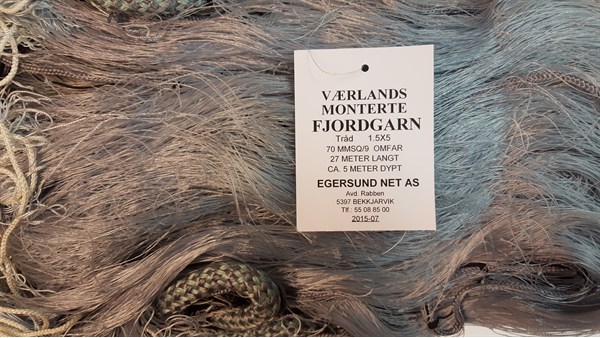 VÆRLANDS
MONTERTE
FJORDGARN
Tråd 1.5X5
70 MMSQ/9 OMFAR
27 METER LANGT
CA. 5 METER DYPT
EGERSUND NET AS
Avd. Rabben
5397 BEKKJARVIK
Tlf.: 55 08 85 00
2015-07